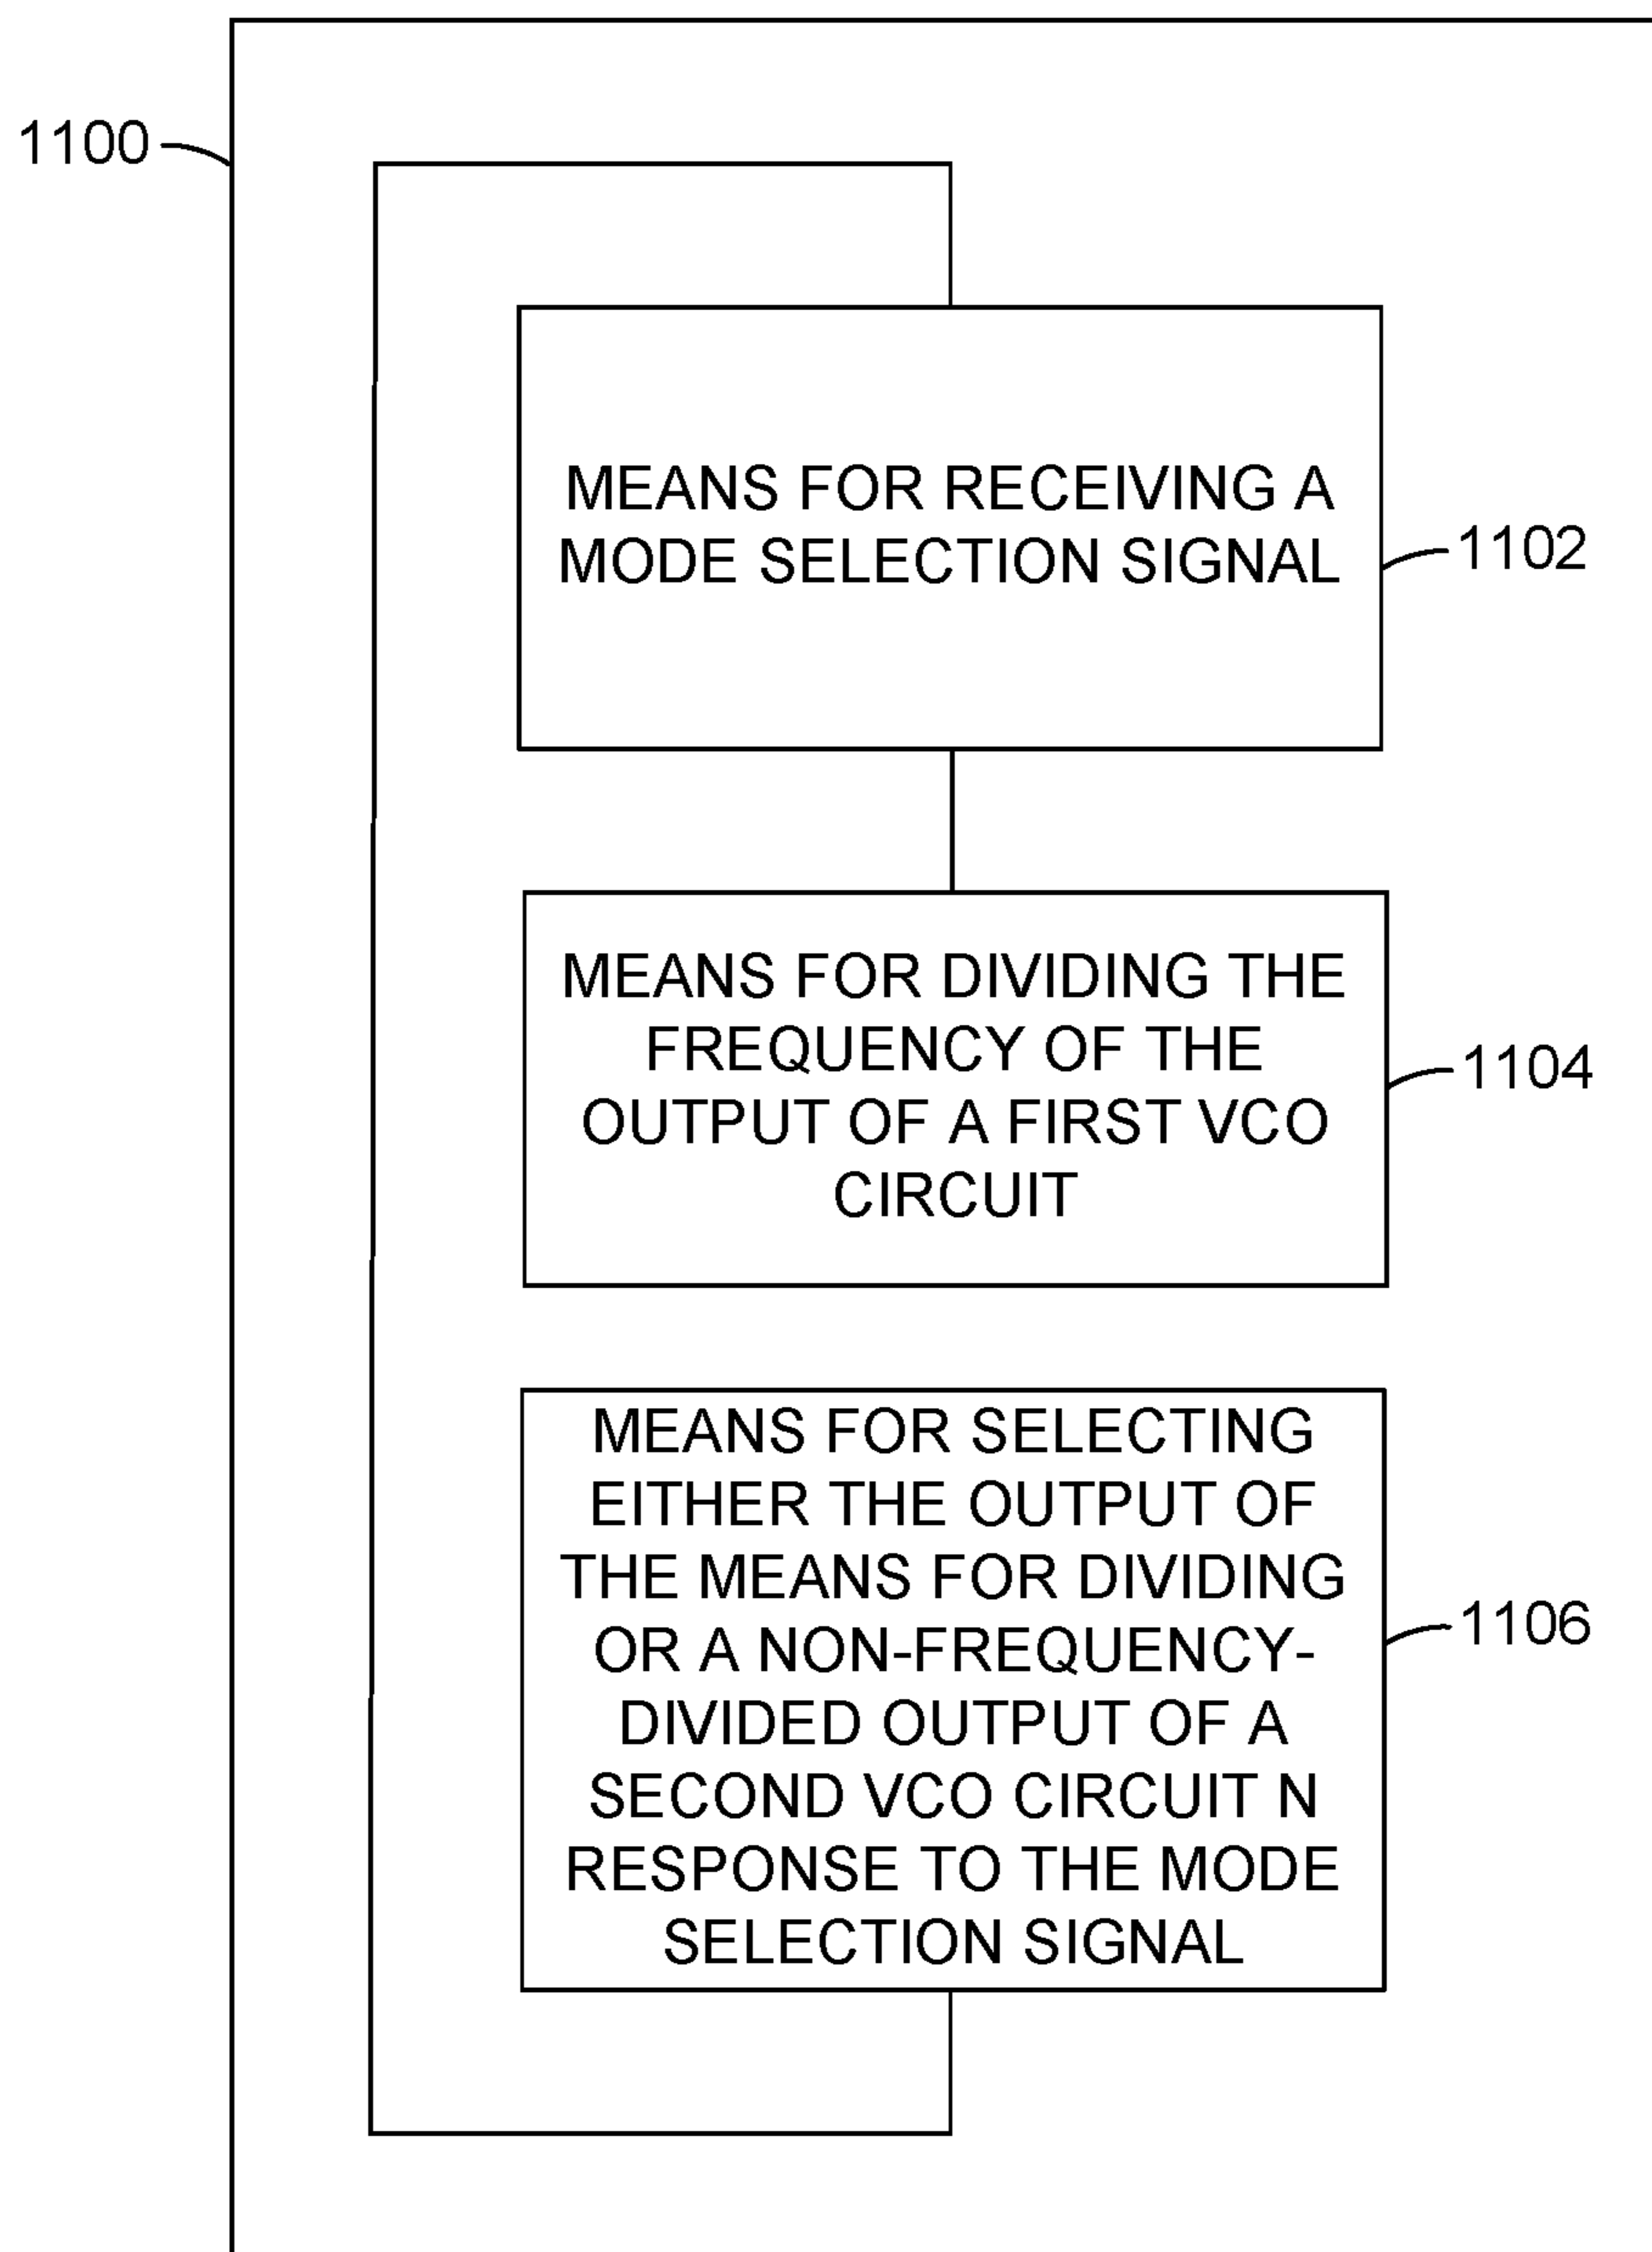 1100
MEANS FOR RECEIVING A
MODE SELECTION SIGNAL
1102
MEANS FOR DIVIDING THE
FREQUENCY OF THE
OUTPUT OF A FIRST VCO
CIRCUIT
1104
MEANS FOR SELECTING
EITHER THE OUTPUT OF
THE MEANS FOR DIVIDING
OR A NON-FREQUENCY-
DIVIDED OUTPUT OF A
SECOND VCO CIRCUIT N
RESPONSE TO THE MODE
SELECTION SIGNAL
1106